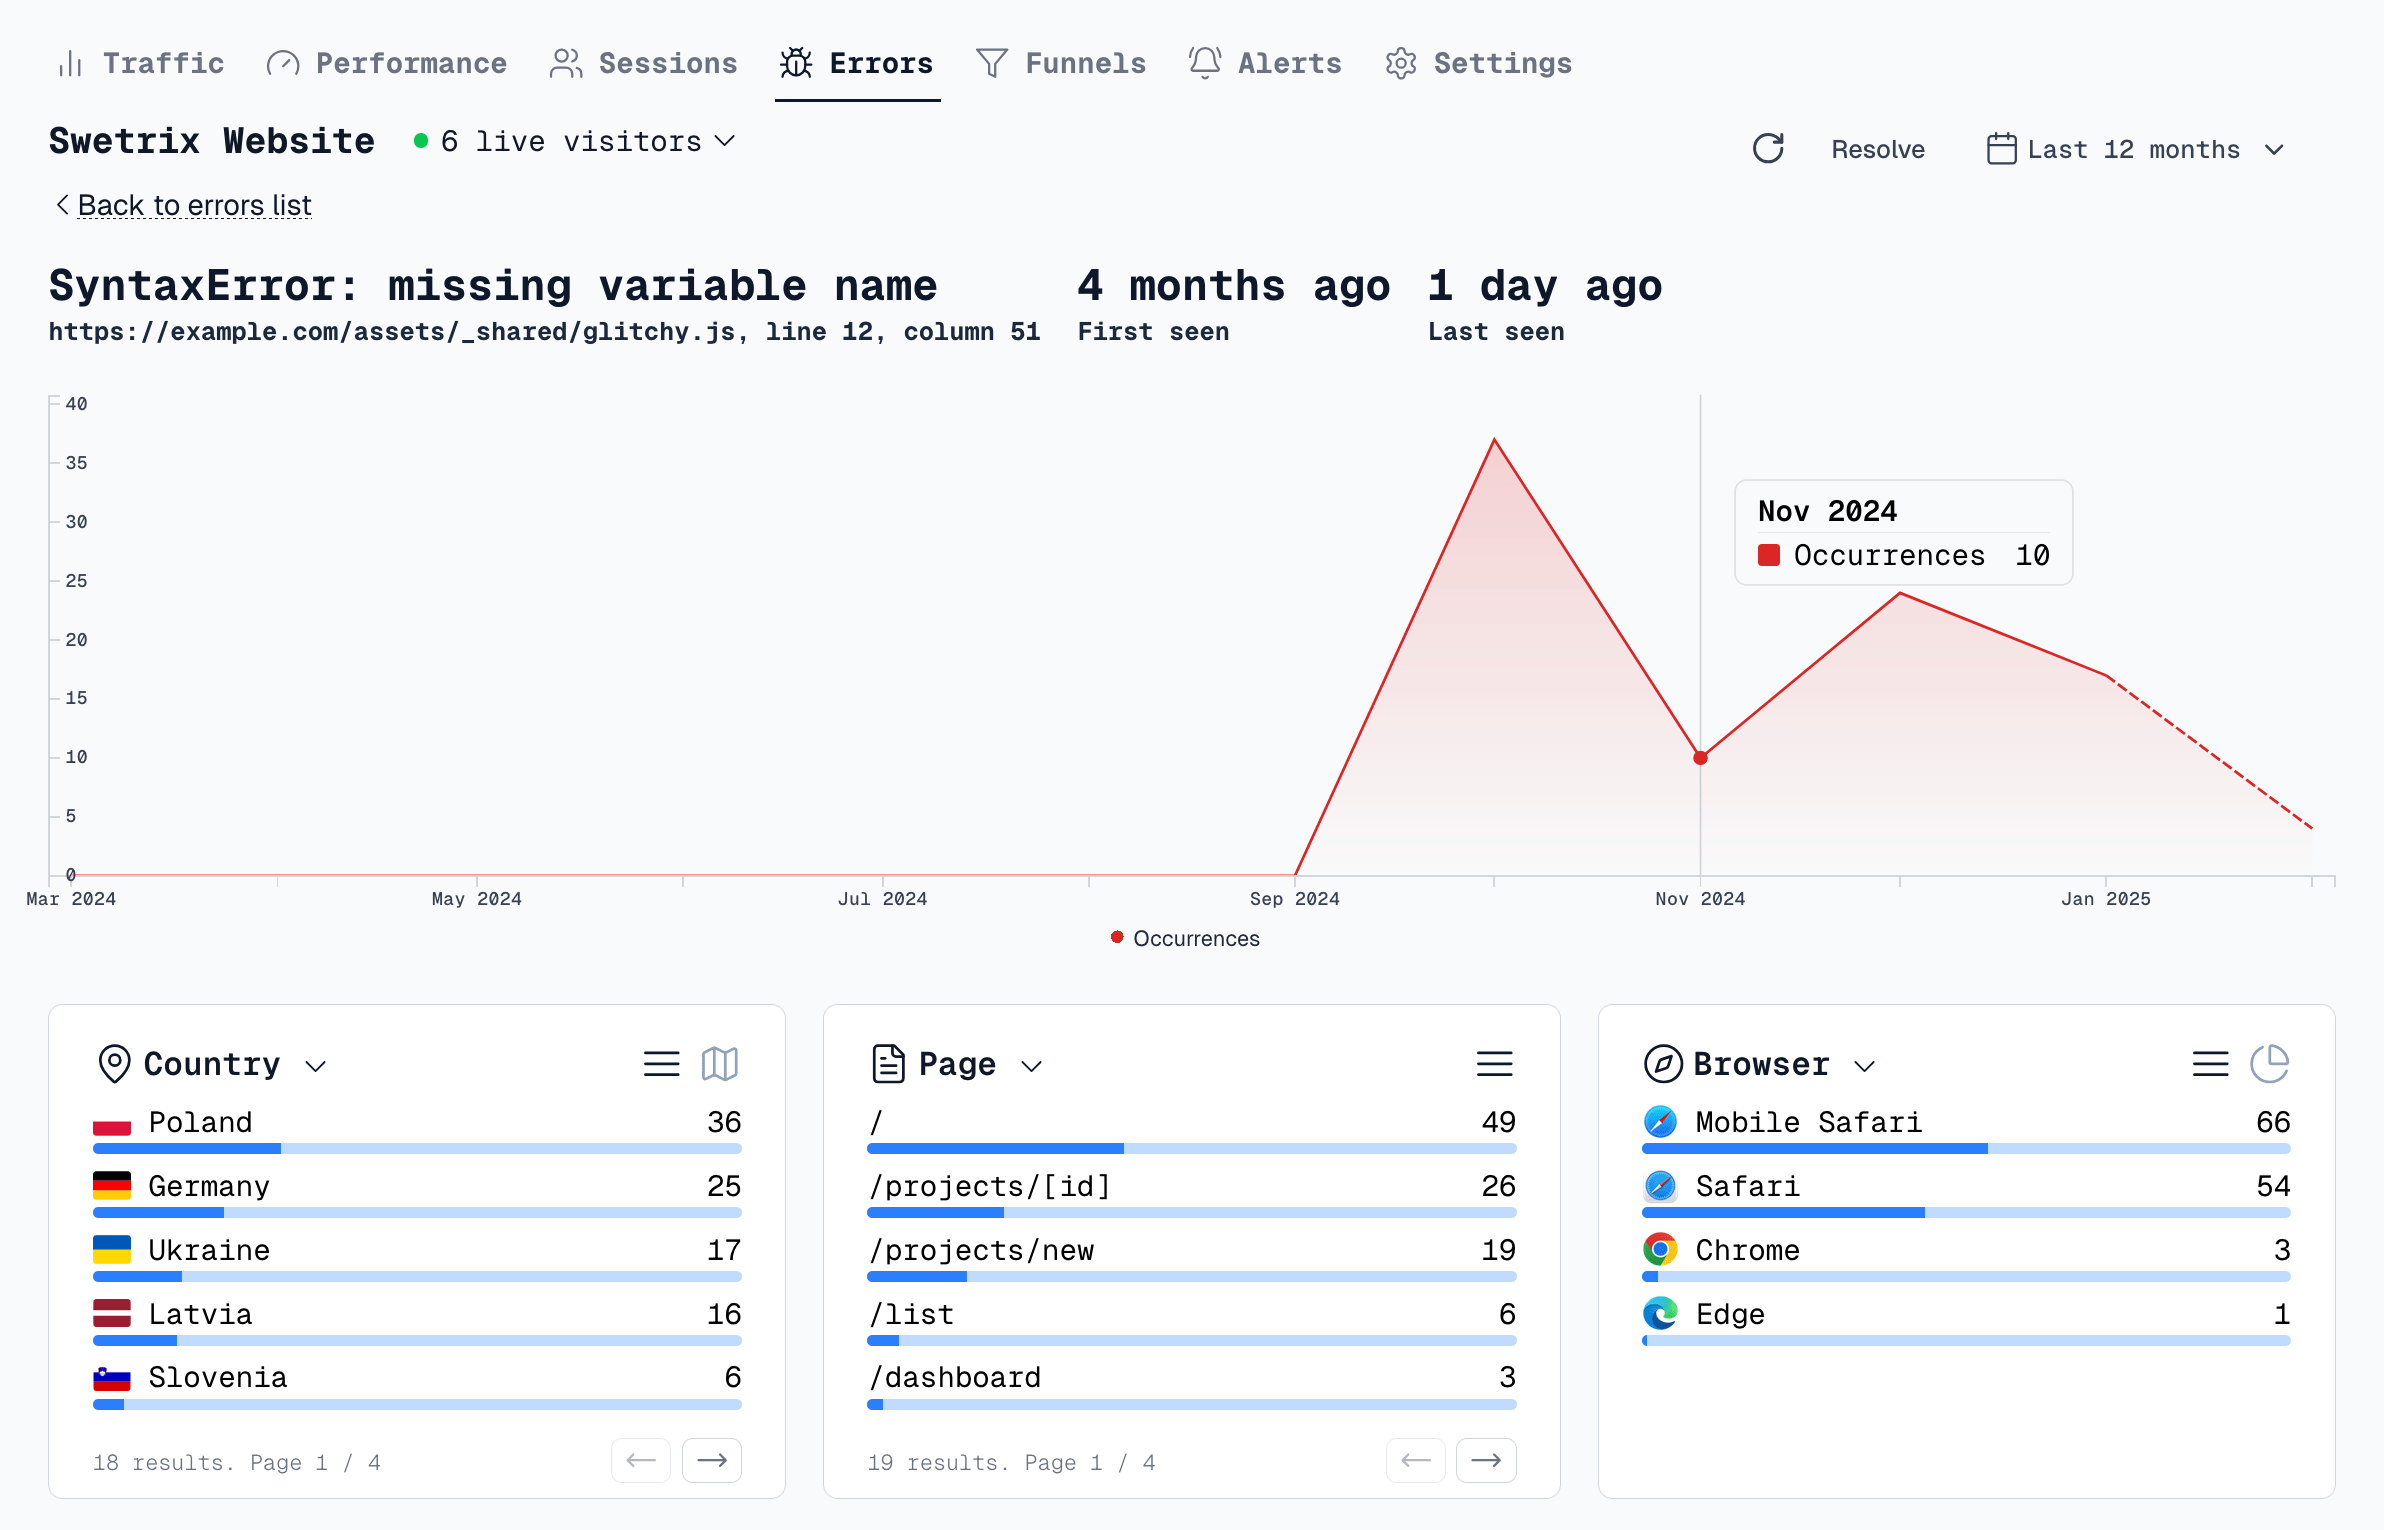 Traffic Performance Sessions Errors Funnels Alerts Settings
Swetrix Website 6 live visitors Resolve Last 12 months
Back to errors list
SyntaxError: missing variable name 4 months ago 1 day ago
https://example.com/assets/_shared/glitchy.js, line 12, column 51 First seen Last seen
40
35
30
25
20
15
10
5
0
Nov 2024
Occurrences 10
Mar 2024 May 2024 Jul 2024 Sep 2024 Nov 2024 Jan 2025
Occurrences
Country
Poland 36
Germany 25
Ukraine 17
Latvia 16
Slovenia 6
18 results. Page 1 / 4
Page
/ 49
/projects/[id] 26
/projects/new 19
/list 6
/dashboard 3
19 results. Page 1 / 4
Browser
Mobile Safari 66
Safari 54
Chrome 3
Edge 1